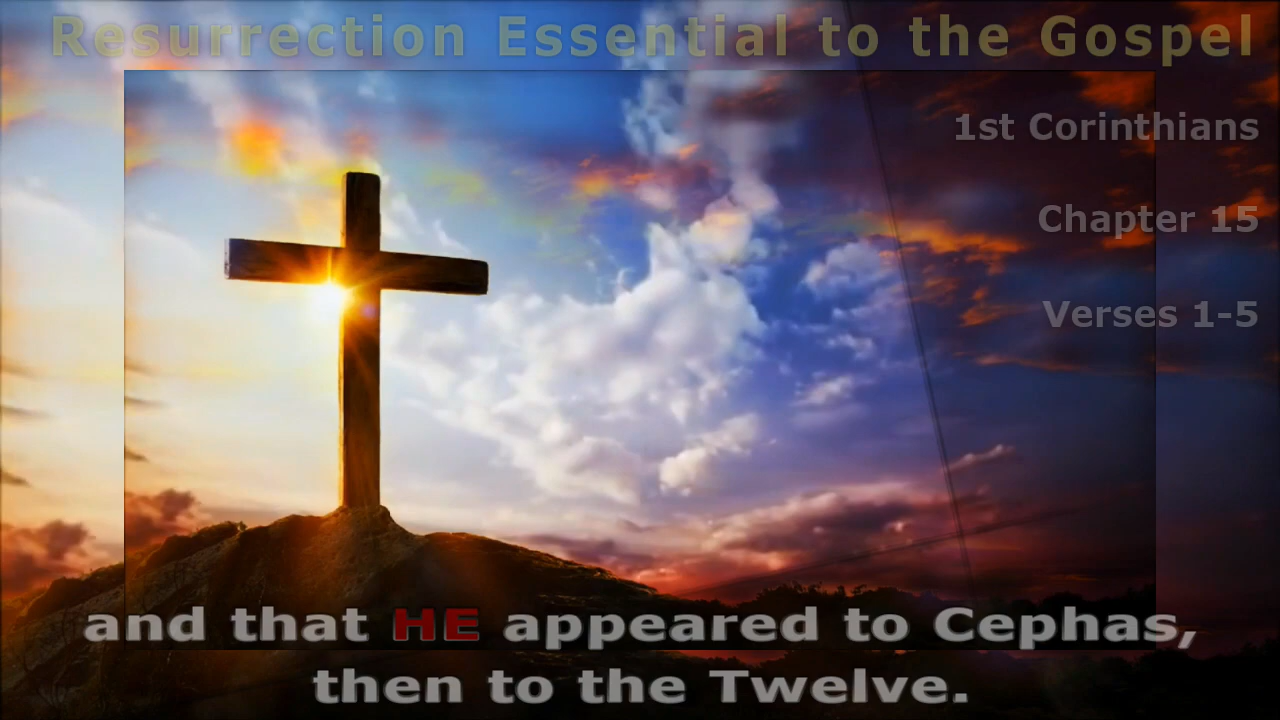 Resurrection Essential to the Gospel
1st Corinthians
Chapter 15
Verses 1-5
and that HE appeared to Cephas,
then to the Twelve.